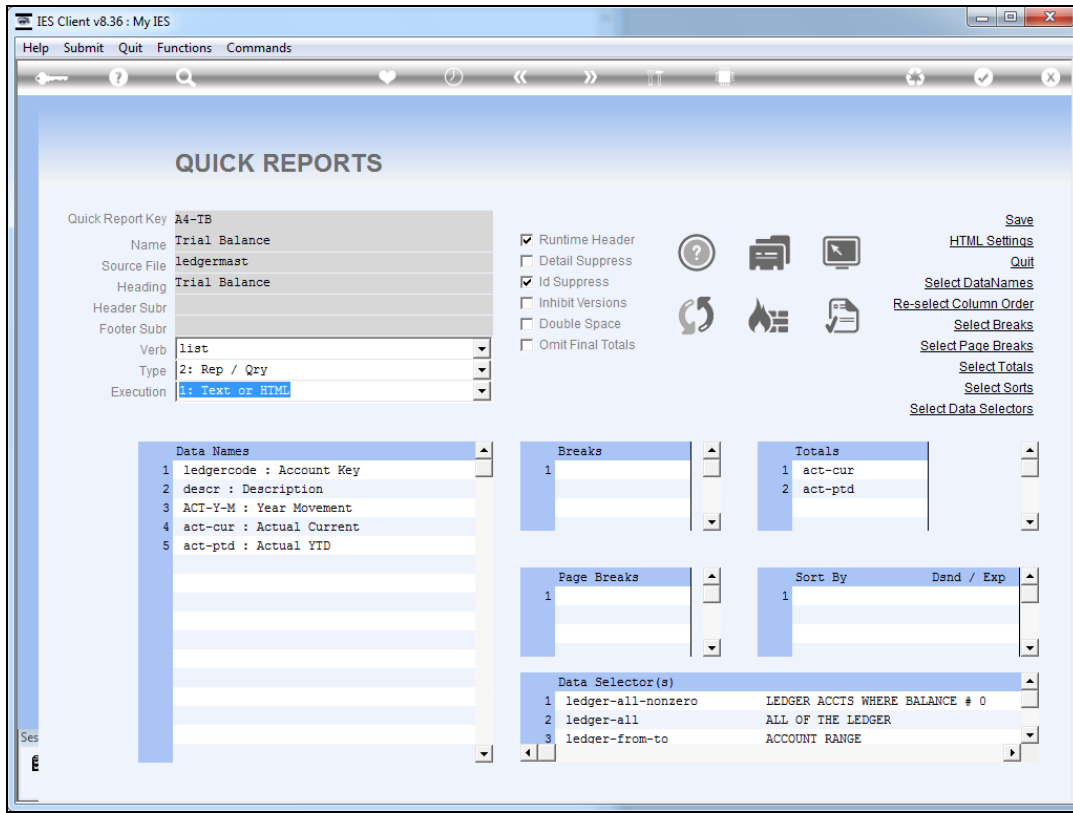 IES Client v8.36 : My IES
Help Submit Quit Functions Commands
QUICK REPORTS
Quick Report Key A4-TB
Name Trial Balance
Source File ledgermast
Heading Trial Balance
Header Subr
Footer Subr
Verb list
Type 2: Rep / Qry
Execution 1: Text or HTML
Runtime Header
Detail Suppress
Id Suppress
Inhibit Versions
Double Space
Omit Final Totals
Save
HTML Settings
Quit
Select DataNames
Re-select Column Order
Select Breaks
Select Page Breaks
Select Totals
Select Sorts
Select Data Selectors
Data Names
1 ledgercode : Account Key
2 descr : Description
3 ACT-Y-M : Year Movement
4 act-cur : Actual Current
5 act-ptd : Actual YTD
Breaks
1
Totals
1 act-cur
2 act-ptd
Page Breaks
1
Sort By Dsnd / Exp
1
Data Selector(s)
1 ledger-all-nonzero LEDGER ACCTS WHERE BALANCE # 0
2 ledger-all ALL OF THE LEDGER
3 ledger-from-to ACCOUNT RANGE
Ses